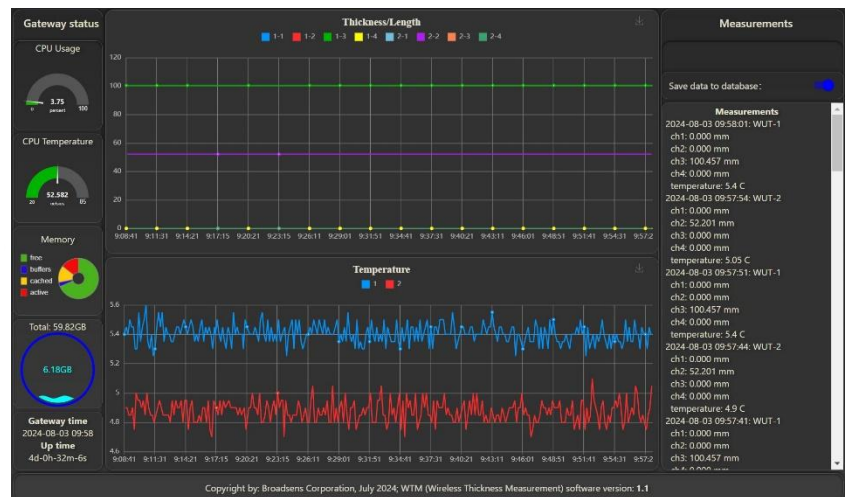 Gateway status
CPU Usage
3.75
0 percent 100
CPU Temperature
52.582
20 85
Memory
free
buffers
cached
active
Total: 59.82GB
6.18GB
Gateway time
2024-08-03 09:58
Up time
4d-0h-32m-6s
Thickness/Length
1-1 1-2 1-3 1-4 2-1 2-2 2-3 2-4
120
100
80
60
40
20
0
9:08:41 9:11:31 9:14:21 9:17:15 9:20:21 9:23:15 9:26:11 9:29:01 9:31:51 9:34:41 9:37:31 9:40:21 9:43:11 9:46:01 9:48:51 9:51:41 9:54:31 9:57:2
Temperature
1 2
5.6
5.4
5.2
5
4.8
4.6
9:08:41 9:11:31 9:14:21 9:17:15 9:20:21 9:23:15 9:26:11 9:29:01 9:31:51 9:34:41 9:37:31 9:40:21 9:43:11 9:46:01 9:48:51 9:51:41 9:54:31 9:57:2
Measurements
Save data to database:
Measurements
2024-08-03 09:58:01: WUT-1
ch1: 0.000 mm
ch2: 0.000 mm
ch3: 100.457 mm
ch4: 0.000 mm
temperature: 5.4 C
2024-08-03 09:57:54: WUT-2
ch1: 0.000 mm
ch2: 52.201 mm
ch3: 0.000 mm
ch4: 0.000 mm
temperature: 5.05 C
2024-08-03 09:57:51: WUT-1
ch1: 0.000 mm
ch2: 0.000 mm
ch3: 100.457 mm
ch4: 0.000 mm
temperature: 5.4 C
2024-08-03 09:57:44: WUT-2
ch1: 0.000 mm
ch2: 52.201 mm
ch3: 0.000 mm
ch4: 0.000 mm
temperature: 4.9 C
2024-08-03 09:57:41: WUT-1
ch1: 0.000 mm
ch2: 0.000 mm
ch3: 100.457 mm
ch4: 0.000 mm
Copyright by: Broadsens Corporation, July 2024; WTM (Wireless Thickness Measurement) software version: 1.1